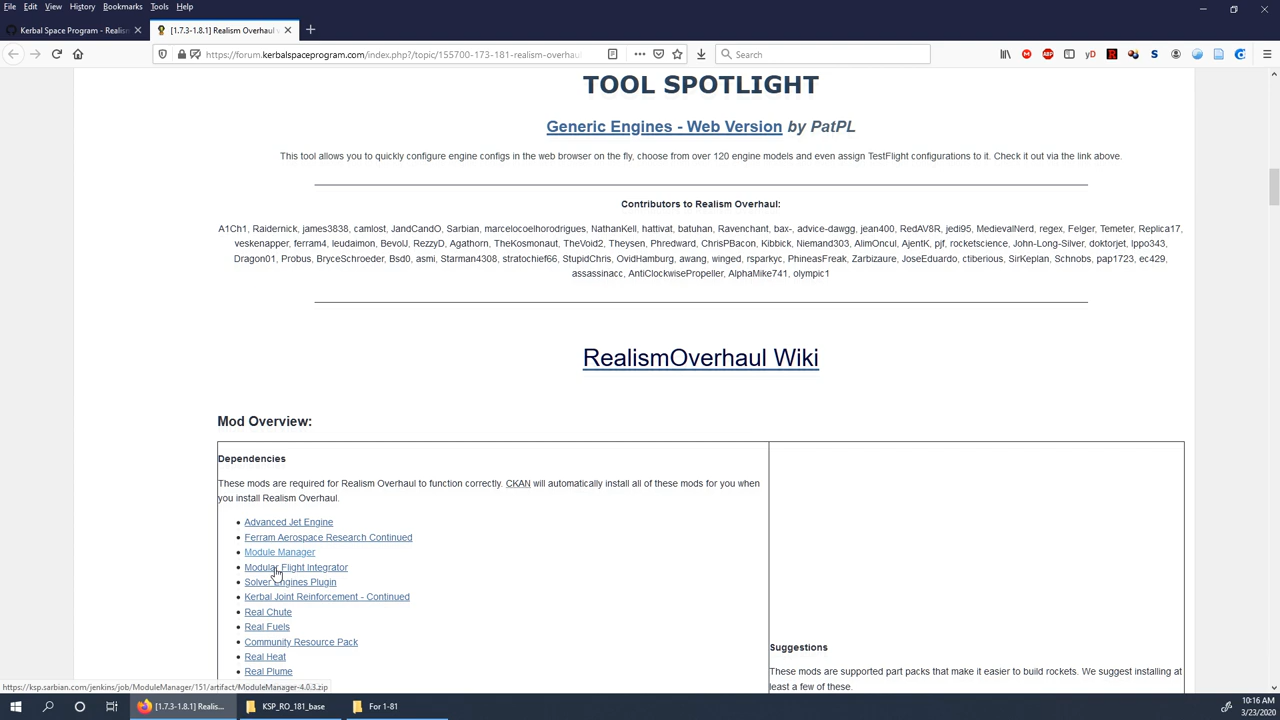 File Edit View History Bookmarks Tools Help
Kerbal Space Program - Realism
[1.7.3-1.8.1] Realism Overhaul
https://forum.kerbalspaceprogram.com/index.php?/topic/155700-173-181-realism-overhau
Search
TOOL SPOTLIGHT
Generic Engines - Web Version by PatPL
This tool allows you to quickly configure engine configs in the web browser on the fly, choose from over 120 engine models and even assign TestFlight configurations to it. Check it out via the link above.
Contributors to Realism Overhaul:
A1Ch1, Raidernick, james3838, camlost, JandCandO, Sarbian, marcelocoelhorodrigues, NathanKell, hattivat, batuhan, Ravenchant, bax-, advice-dawgg, jean400, RedAV8R, jedi95, MedievalNerd, regex, Felger, Temeter, Replica17,
veskenapper, ferram4, leudaimon, BevolJ, RezzyD, Agathorn, TheKosmonaut, TheVoid2, Theysen, Phredward, ChrisPBacon, Kibbick, Niemand303, AlimOncul, AjentK, pjf, rocketscience, John-Long-Silver, doktorjet, Ippo343,
Dragon01, Probus, BryceSchroeder, Bsd0, asmi, Starman4308, stratochief66, StupidChris, OvidHamburg, awang, winged, rsparkyc, PhineasFreak, Zarbizaure, JoseEduardo, ctiberious, SirKeplan, Schnobs, pap1723, ec429,
assassinacc, AntiClockwisePropeller, AlphaMike741, olympic1
RealismOverhaul Wiki
Mod Overview:
Dependencies
These mods are required for Realism Overhaul to function correctly. CKAN will automatically install all of these mods for you when
you install Realism Overhaul.
Advanced Jet Engine
Ferram Aerospace Research Continued
Module Manager
Modular Flight Integrator
Solver Engines Plugin
Kerbal Joint Reinforcement - Continued
Real Chute
Real Fuels
Community Resource Pack
Real Heat
Real Plume
Suggestions
These mods are supported part packs that make it easier to build rockets. We suggest installing at
least a few of these.
https://ksp.sarbian.com/jenkins/job/ModuleManager/151/artifact/ModuleManager-4.0.3.zip
[1.7.3-1.8.1] Realis...
KSP_RO_181_base
For 1-81
10:16 AM
3/23/2020